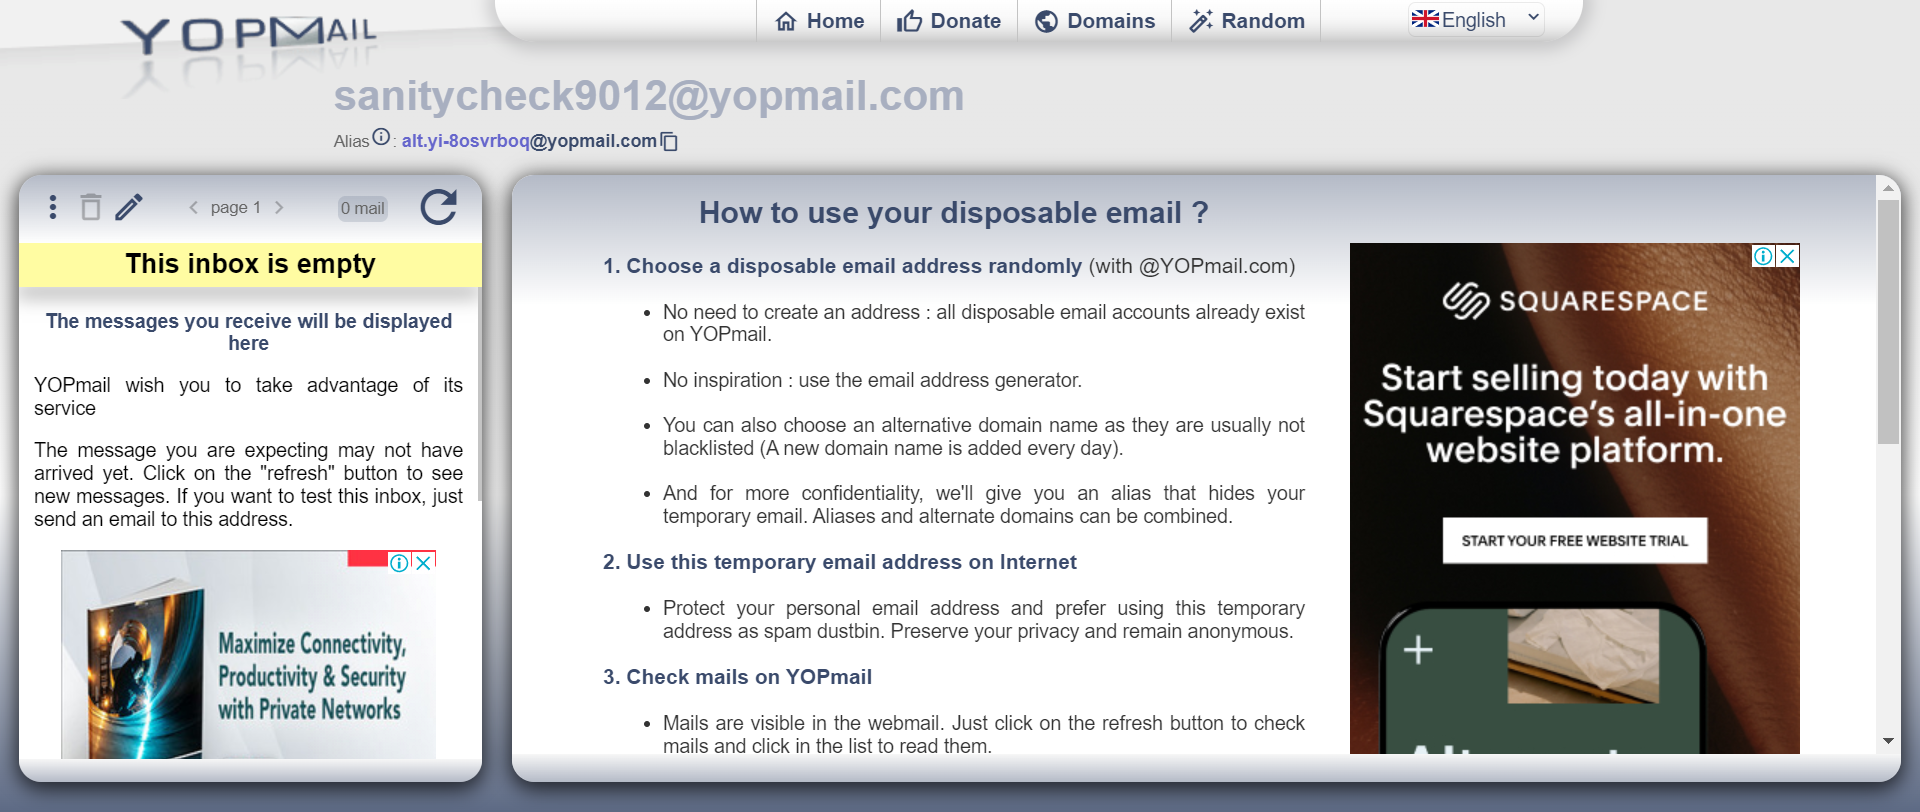 YOPMAIL
Home
Donate
Domains
Random
English
sanitycheck9012@yopmail.com
Alias : alt.yi-8osvrboq@yopmail.com
page 1
0 mail
This inbox is empty
The messages you receive will be displayed
here
YOPmail wish you to take advantage of its
service
The message you are expecting may not have
arrived yet. Click on the "refresh" button to see
new messages. If you want to test this inbox, just
send an email to this address.
Maximize Connectivity,
Productivity & Security
with Private Networks
How to use your disposable email ?
1. Choose a disposable email address randomly (with @YOPmail.com)
• No need to create an address : all disposable email accounts already exist
on YOPmail.
• No inspiration : use the email address generator.
• You can also choose an alternative domain name as they are usually not
blacklisted (A new domain name is added every day).
• And for more confidentiality, we'll give you an alias that hides your
temporary email. Aliases and alternate domains can be combined.
2. Use this temporary email address on Internet
• Protect your personal email address and prefer using this temporary
address as spam dustbin. Preserve your privacy and remain anonymous.
3. Check mails on YOPmail
• Mails are visible in the webmail. Just click on the refresh button to check
mails and click in the list to read them.
SQUARESPACE
Start selling today with
Squarespace's all-in-one
website platform.
START YOUR FREE WEBSITE TRIAL